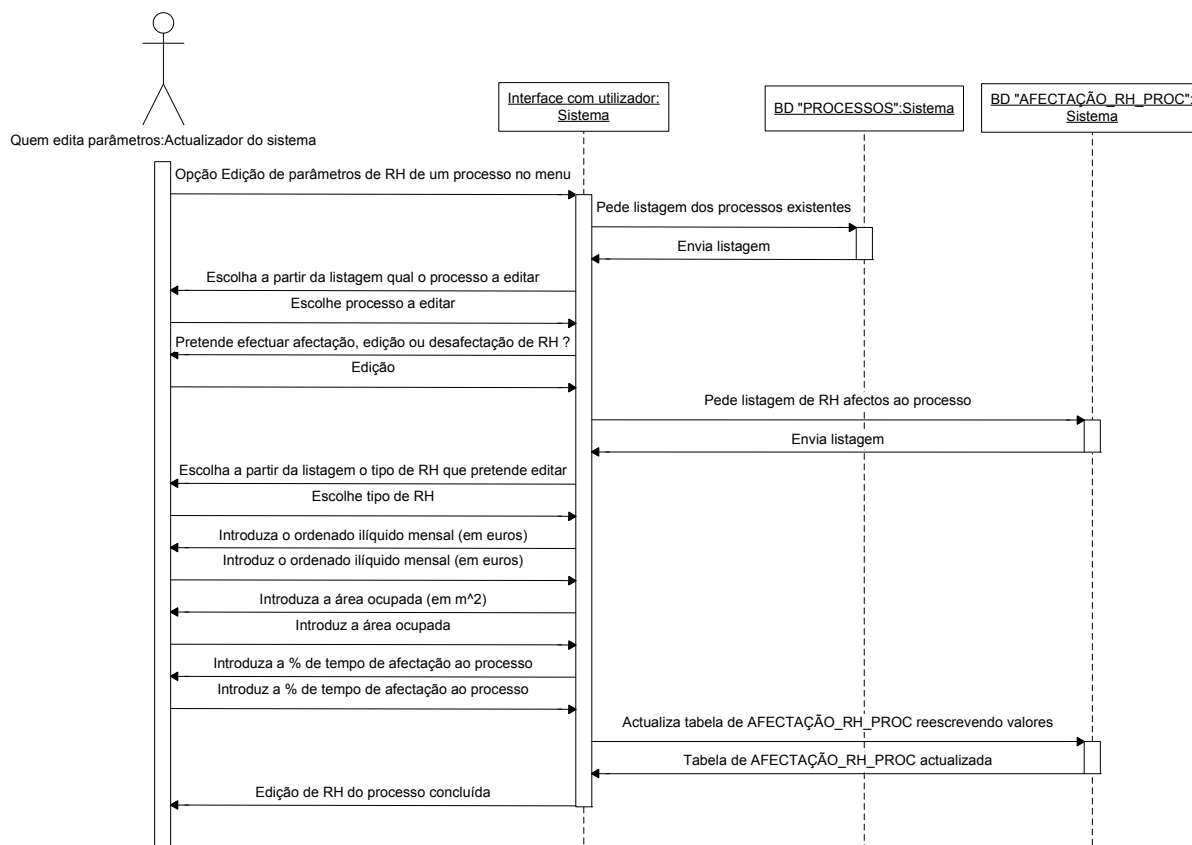 Interface com utilizador:
Sistema
BD "PROCESSOS":Sistema
BD "AFECTAÇÃO_RH_PROC":
Sistema
Quem edita parâmetros:Actualizador do sistema
Opção Edição de parâmetros de RH de um processo no menu
Pede listagem dos processos existentes
Envia listagem
Escolha a partir da listagem qual o processo a editar
Escolhe processo a editar
Pretende efectuar afectação, edição ou desafectação de RH ?
Edição
Pede listagem de RH afectos ao processo
Envia listagem
Escolha a partir da listagem o tipo de RH que pretende editar
Escolhe tipo de RH
Introduza o ordenado ilíquido mensal (em euros)
Introduz o ordenado ilíquido mensal (em euros)
Introduza a área ocupada (em m^2)
Introduz a área ocupada
Introduza a % de tempo de afectação ao processo
Introduz a % de tempo de afectação ao processo
Actualiza tabela de AFECTAÇÃO_RH_PROC reescrevendo valores
Tabela de AFECTAÇÃO_RH_PROC actualizada
Edição de RH do processo concluída